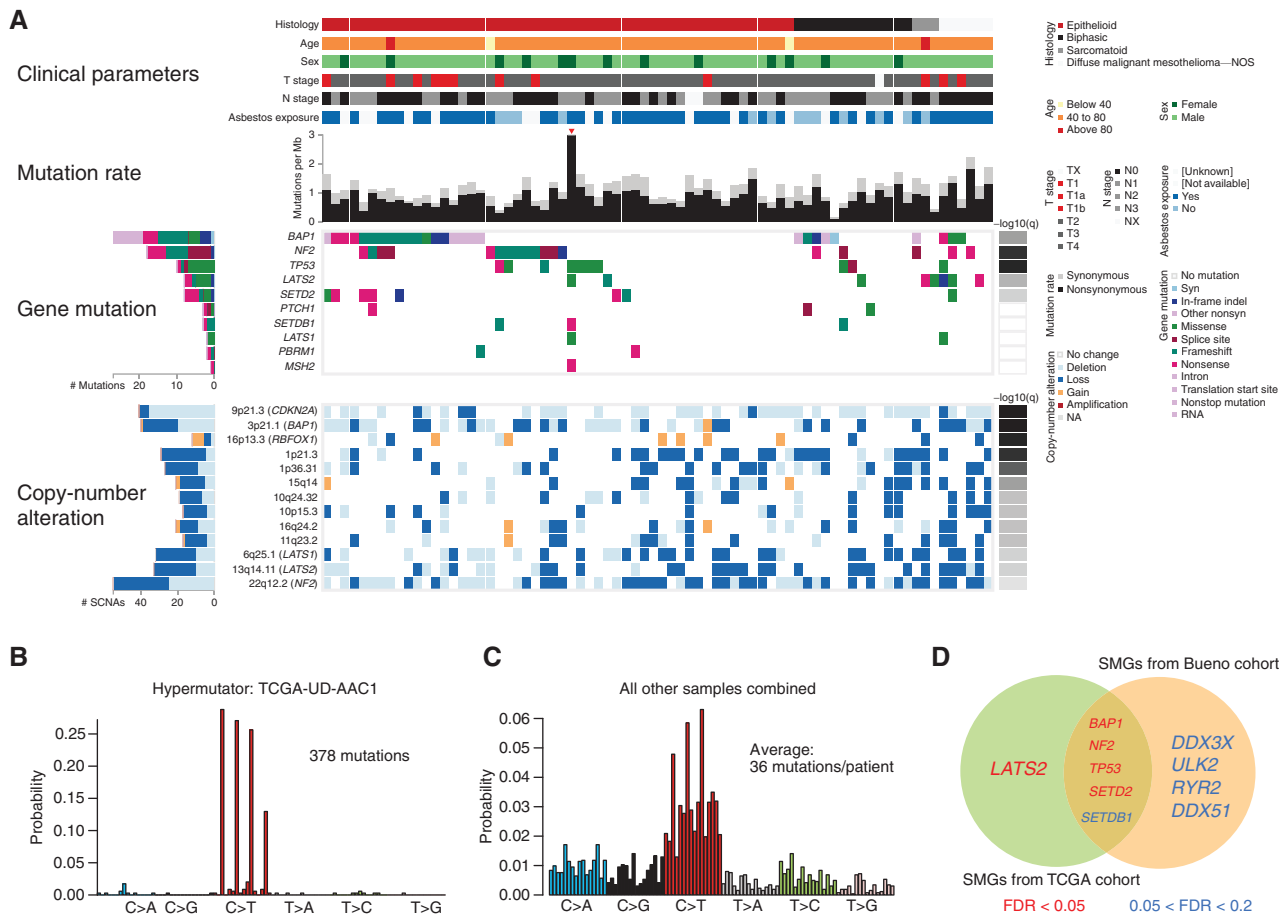 A
Clinical parameters
Histology
Age
Sex
T stage
N stage
Asbestos exposure
Histology
Epithelioid
Biphasic
Sarcomatoid
Diffuse malignant mesothelioma—NOS
Age
Below 40
40 to 80
Above 80
Sex
Female
Male
T stage
TX
T1
T1a
T1b
T2
T3
T4
N stage
N0
N1
N2
N3
NX
Asbestos exposure
[Unknown]
[Not available]
Yes
No
Mutation rate
Mutations per Mb
3
2
1
0
Mutation rate
Synonymous
Nonsynonymous
Gene mutation
BAP1
NF2
TP53
LATS2
SETD2
PTCH1
SETDB1
LATS1
PBRM1
MSH2
−log10(q)
# Mutations
20
10
0
Gene mutation
No mutation
Syn
In-frame indel
Other nonsyn
Missense
Splice site
Frameshift
Nonsense
Intron
Translation start site
Nonstop mutation
RNA
Copy-number alteration
No change
Deletion
Loss
Gain
Amplification
NA
Copy-number
alteration
−log10(q)
9p21.3 (CDKN2A)
3p21.1 (BAP1)
16p13.3 (RBFOX1)
1p21.3
1p36.31
15q14
10q24.32
10p15.3
16q24.2
11q23.2
6q25.1 (LATS1)
13q14.11 (LATS2)
22q12.2 (NF2)
# SCNAs
40
20
0
B
Hypermutator: TCGA-UD-AAC1
378 mutations
Probability
0.25
0.20
0.15
0.10
0.05
0.00
C>A
C>G
C>T
T>A
T>C
T>G
C
All other samples combined
Average:
36 mutations/patient
Probability
0.06
0.05
0.04
0.03
0.02
0.01
0.00
C>A
C>G
C>T
T>A
T>C
T>G
D
SMGs from Bueno cohort
LATS2
BAP1
NF2
TP53
SETD2
SETDB1
DDX3X
ULK2
RYR2
DDX51
SMGs from TCGA cohort
FDR < 0.05
0.05 < FDR < 0.2